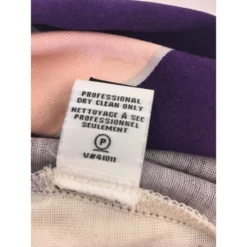 PROFESSIONAL
DRY CLEAN ONLY
NETTOYAGE À SEC
PROFESSIONNEL
SEULEMENT
P
V#41011